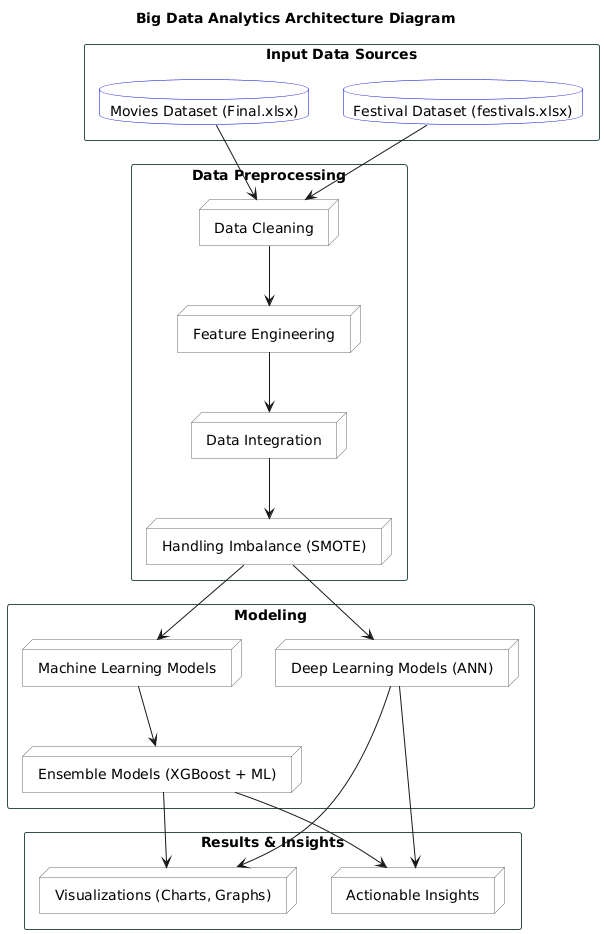 Big Data Analytics Architecture Diagram
Input Data Sources
Movies Dataset (Final.xlsx)
Festival Dataset (festivals.xlsx)
Data Preprocessing
Data Cleaning
Feature Engineering
Data Integration
Handling Imbalance (SMOTE)
Modeling
Machine Learning Models
Deep Learning Models (ANN)
Ensemble Models (XGBoost + ML)
Results & Insights
Visualizations (Charts, Graphs)
Actionable Insights